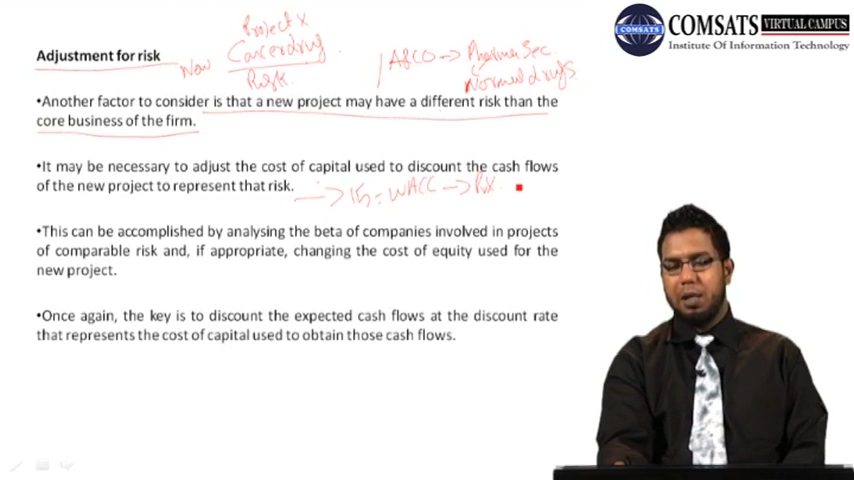 COMSATS VIRTUAL CAMPUS
Institute Of Information Technology
Project X
Adjustment for risk
Now Cancer drug
Risk.
ABCO → Pharma Sec.
Normal drugs
•Another factor to consider is that a new project may have a different risk than the
core business of the firm.
•It may be necessary to adjust the cost of capital used to discount the cash flows
of the new project to represent that risk.
→ 15 = WACC →
•This can be accomplished by analysing the beta of companies involved in projects
of comparable risk and, if appropriate, changing the cost of equity used for the
new project.
•Once again, the key is to discount the expected cash flows at the discount rate
that represents the cost of capital used to obtain those cash flows.